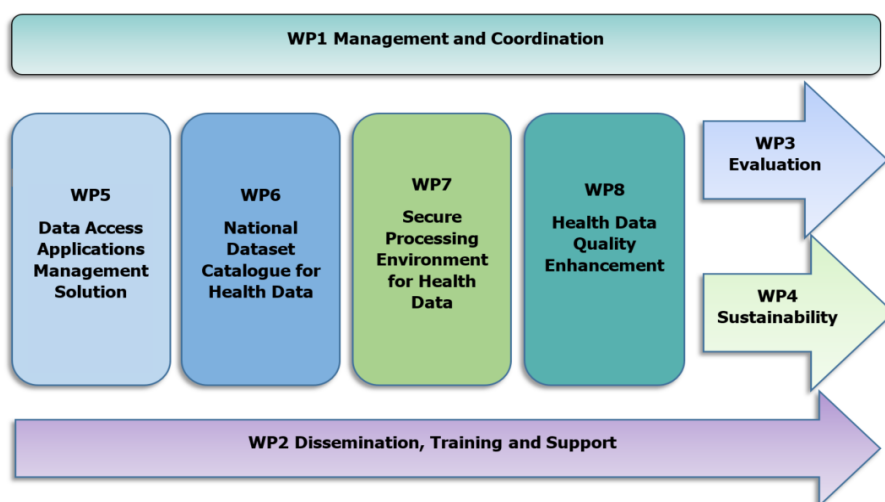 WP1 Management and Coordination
WP5
Data Access
Applications
Management
Solution
WP6
National
Dataset
Catalogue for
Health Data
WP7
Secure
Processing
Environment
for Health
Data
WP8
Health Data
Quality
Enhancement
WP3
Evaluation
WP4
Sustainability
WP2 Dissemination, Training and Support